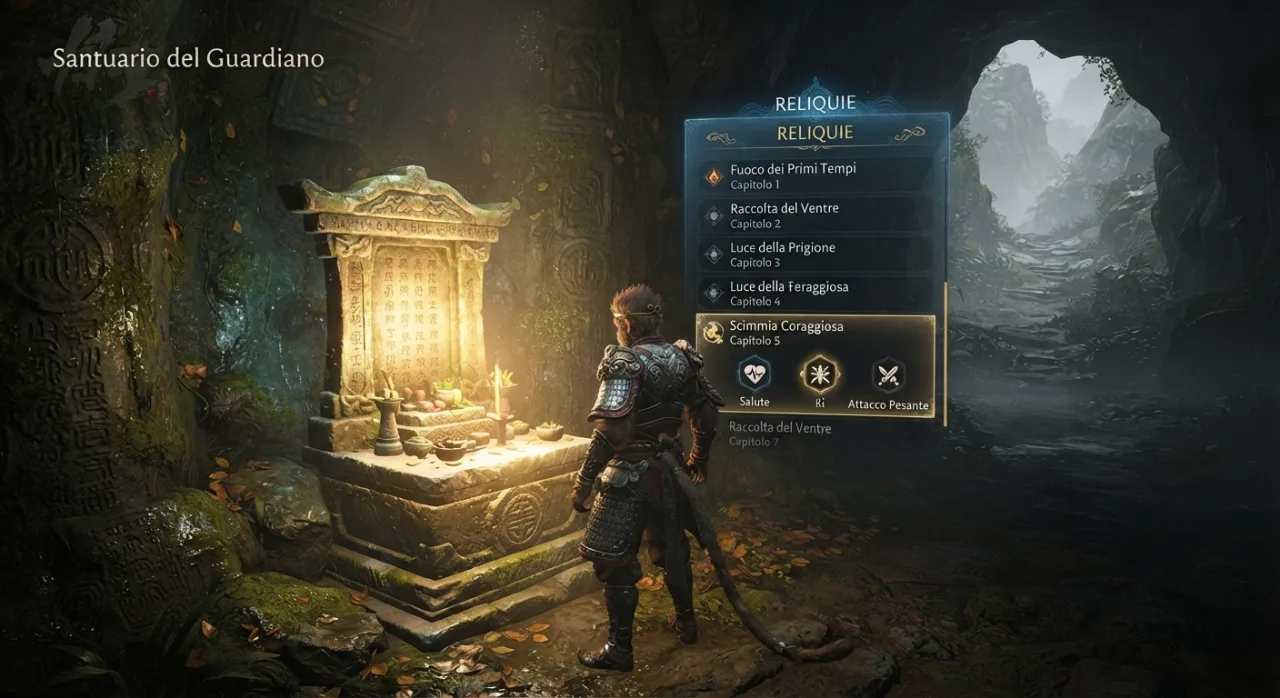 Santuario del Guardiano
RELIQUIE
RELIQUIE
Fuoco dei Primi Tempi
Capitolo 1
Raccolta del Ventre
Capitolo 2
Luce della Prigione
Capitolo 3
Luce della Feraggiosa
Capitolo 4
Scimmia Coraggiosa
Capitolo 5
Salute
Ri
Attacco Pesante
Raccolta del Ventre
Capitolo 7